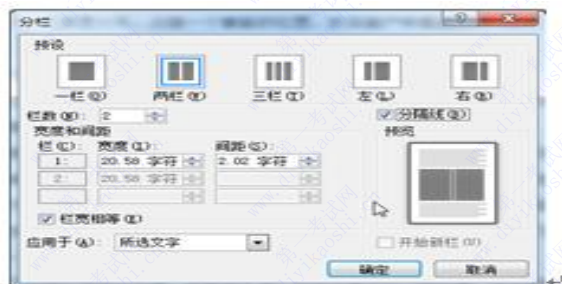 分栏
预设
一栏(O) 两栏(W) 三栏(T) 左(L) 右(R)
栏数(N): 2 分隔线(B)
宽度和间距 预览
栏(C): 宽度(I): 间距(S):
1: 20.58 字符 2.02 字符
2: 20.58 字符
栏宽相等(E)
应用于(A): 所选文字 开始新栏(U)
确定 取消